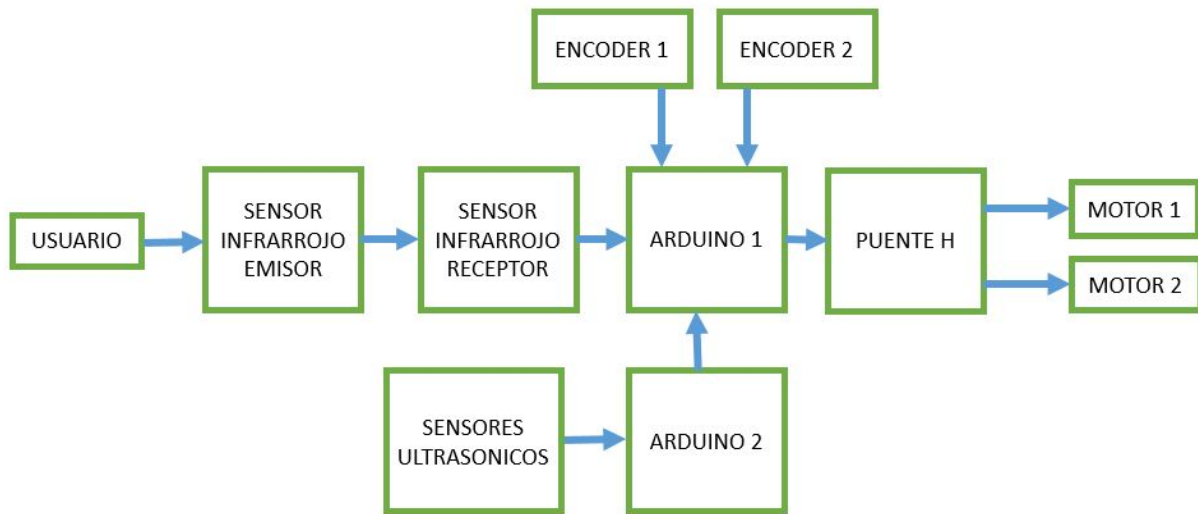 ENCODER 1
ENCODER 2
USUARIO
SENSOR
INFRARROJO
EMISOR
SENSOR
INFRARROJO
RECEPTOR
ARDUINO 1
PUENTE H
MOTOR 1
MOTOR 2
SENSORES
ULTRASONICOS
ARDUINO 2